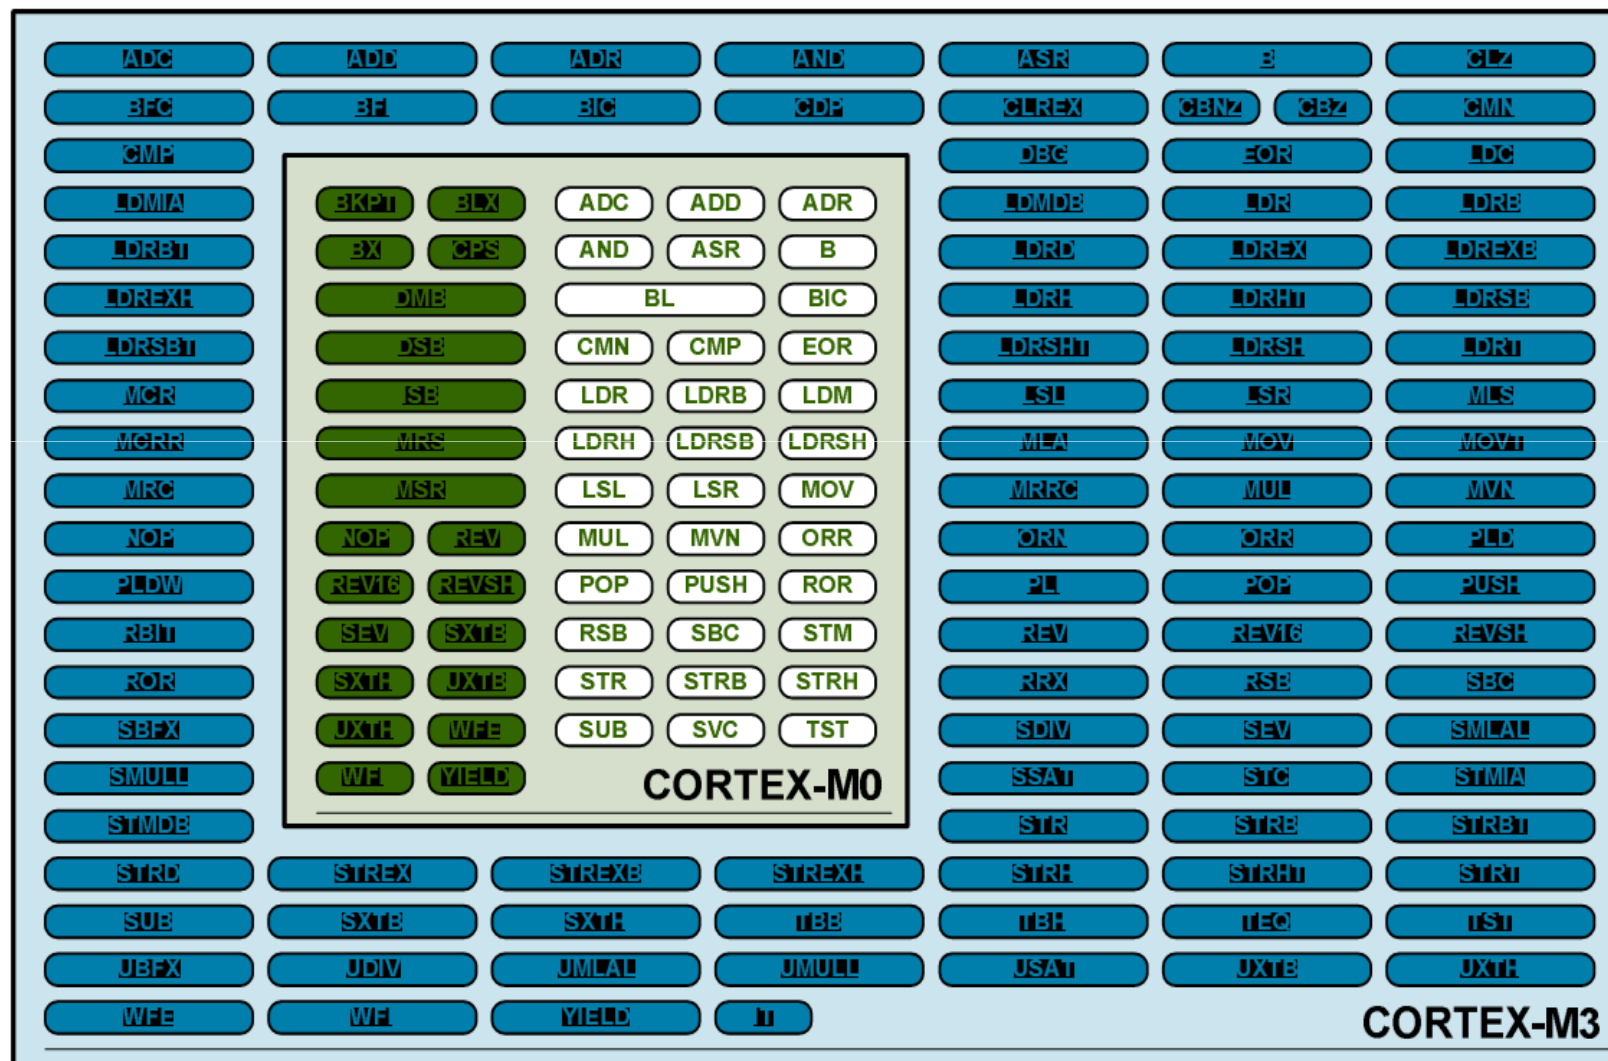 ADC ADD ADR AND ASR B CLZ
BFC BFI BIC CDP CLREX CBNZ CBZ CMN
CMP DBG EOR LDC
LDMIA BKPT BLX ADC ADD ADR LDMDB LDR LDRB
LDRBT BX CPS AND ASR B LDRD LDREX LDREXB
LDREXH DMB BL BIC LDRH LDRHT LDRSB
LDRSBT DSB CMN CMP EOR LDRSHT LDRSH LDRT
MCR ISB LDR LDRB LDM LSL LSR MLS
MCRR MRS LDRH LDRSB LDRSH MLA MOV MOVT
MRC MSR LSL LSR MOV MRRC MUL MVN
NOP NOP REV MUL MVN ORR ORN ORR PLD
PLDW REV16 REVSH POP PUSH ROR PLI POP PUSH
RBIT SEV SXTB RSB SBC STM REV REV16 REVSH
ROR SXTH UXTB STR STRB STRH RRX RSB SBC
SBFX UXTH WFE SUB SVC TST SDIV SEV SMLAL
SMULL WFI YIELD CORTEX-M0 SSAT STC STMIA
STMDB STR STRB STRBT
STRD STREX STREXB STREXH STRH STRHT STRT
SUB SXTB SXTH TBB TBH TEQ TST
UBFX UDIV UMLAL UMULL USAT UXTB UXTH
WFE WFI YIELD IT CORTEX-M3